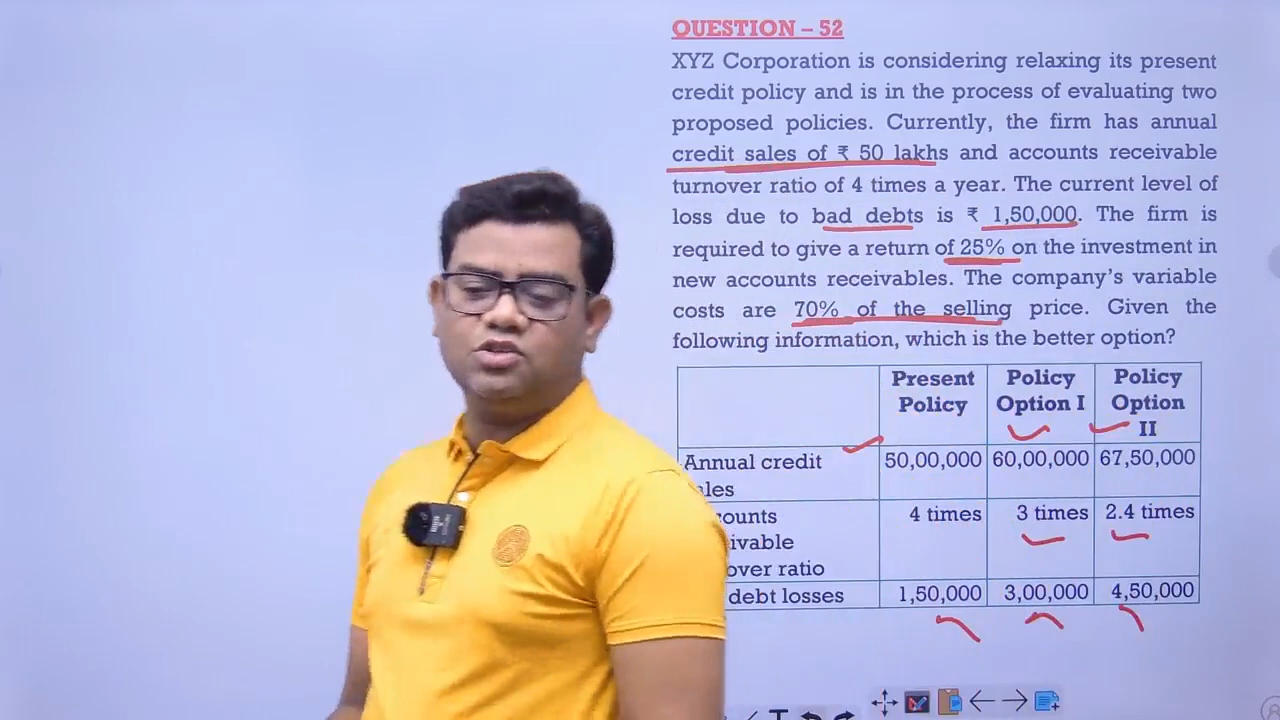 QUESTION – 52
XYZ Corporation is considering relaxing its present
credit policy and is in the process of evaluating two
proposed policies. Currently, the firm has annual
credit sales of ₹ 50 lakhs and accounts receivable
turnover ratio of 4 times a year. The current level of
loss due to bad debts is ₹ 1,50,000. The firm is
required to give a return of 25% on the investment in
new accounts receivables. The company’s variable
costs are 70% of the selling price. Given the
following information, which is the better option?
Present Policy Policy
Policy Option I Option
II
Annual credit 50,00,000 60,00,000 67,50,000
ales
counts 4 times 3 times 2.4 times
ivable
over ratio
debt losses 1,50,000 3,00,000 4,50,000